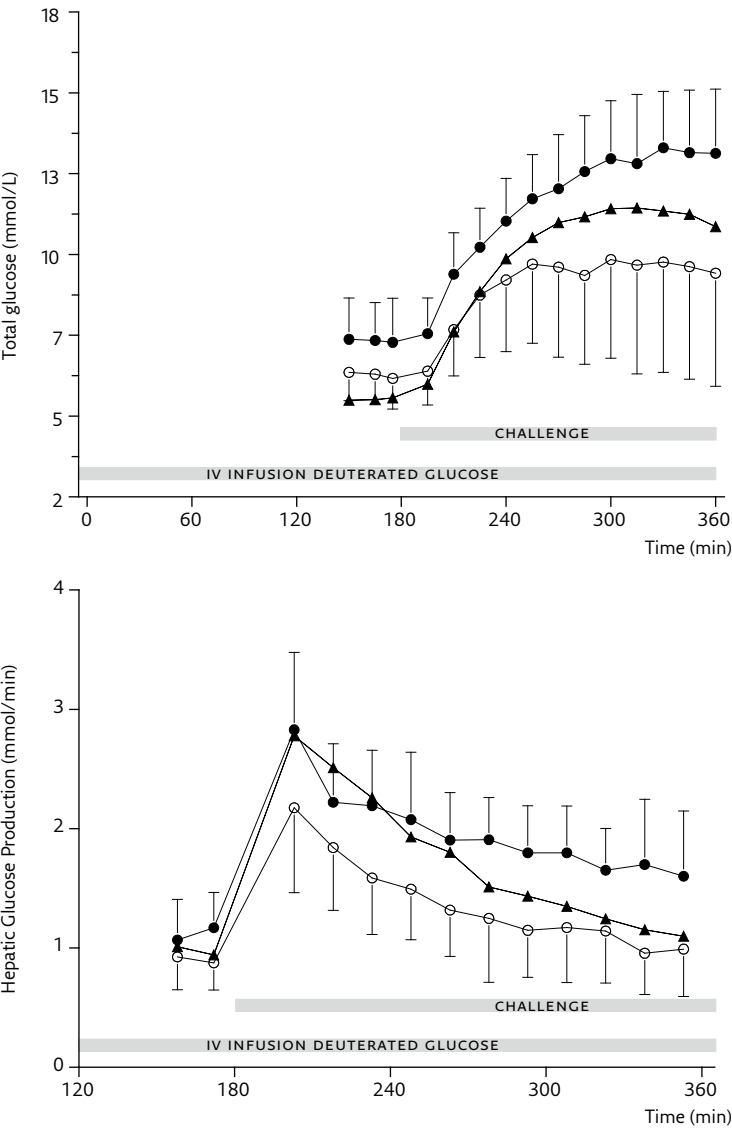 Total glucose (mmol/L)
18
15
13
10
7
5
2
CHALLENGE
IV INFUSION DEUTERATED GLUCOSE
0 60 120 180 240 300 360
Time (min)
Hepatic Glucose Production (mmol/min)
4
3
2
1
0
CHALLENGE
IV INFUSION DEUTERATED GLUCOSE
120 180 240 300 360
Time (min)